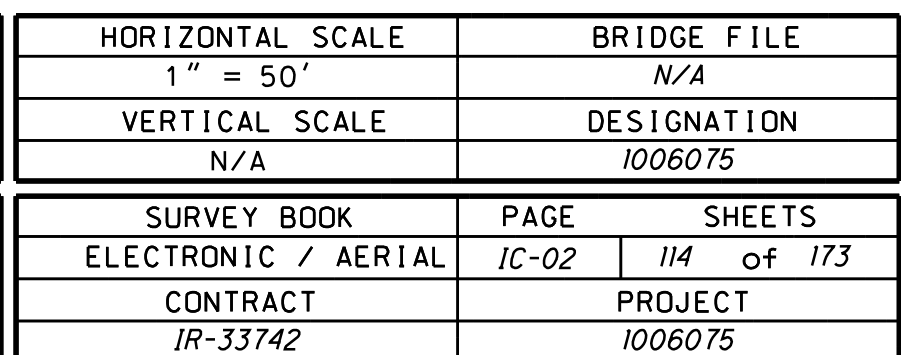 HORIZONTAL SCALE BRIDGE FILE
1" = 50' N/A
VERTICAL SCALE DESIGNATION
N/A 1006075
SURVEY BOOK PAGE SHEETS
ELECTRONIC / AERIAL IC-02 114 of 173
CONTRACT PROJECT
IR-33742 1006075